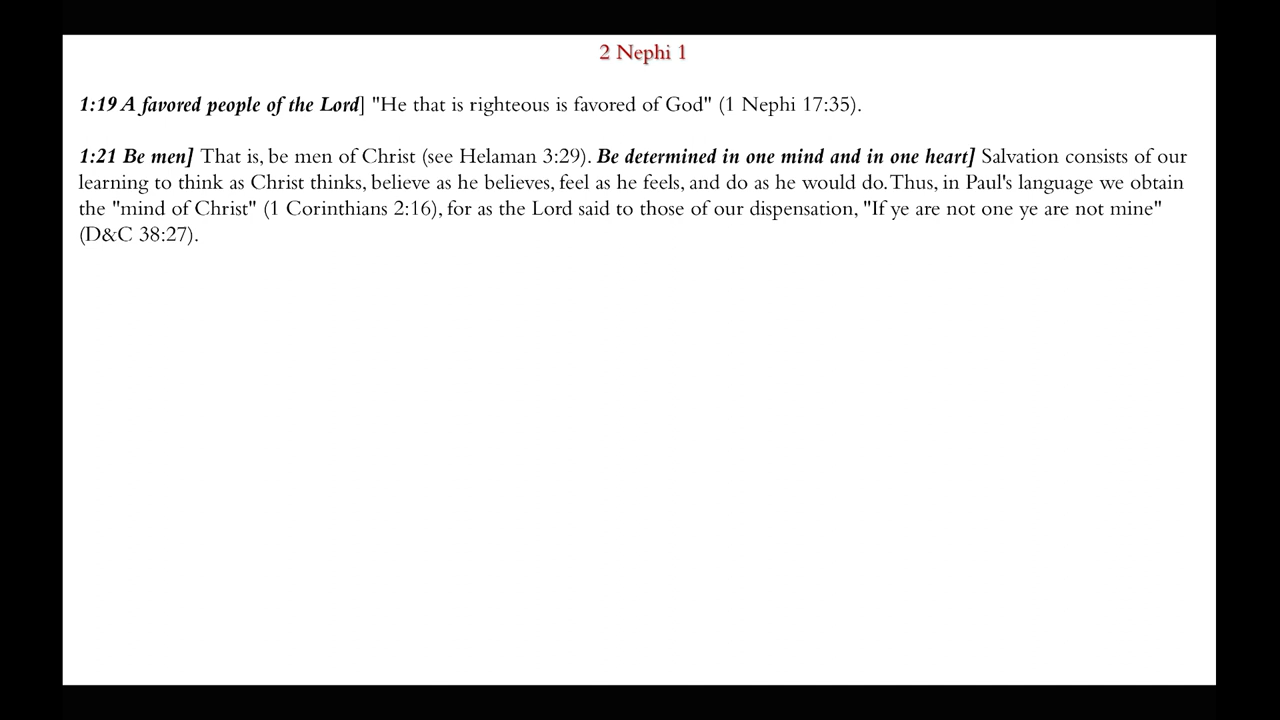 2 Nephi 1
1:19 A favored people of the Lord] "He that is righteous is favored of God" (1 Nephi 17:35).
1:21 Be men] That is, be men of Christ (see Helaman 3:29). Be determined in one mind and in one heart] Salvation consists of our
learning to think as Christ thinks, believe as he believes, feel as he feels, and do as he would do. Thus, in Paul's language we obtain
the "mind of Christ" (1 Corinthians 2:16), for as the Lord said to those of our dispensation, "If ye are not one ye are not mine"
(D&C 38:27).